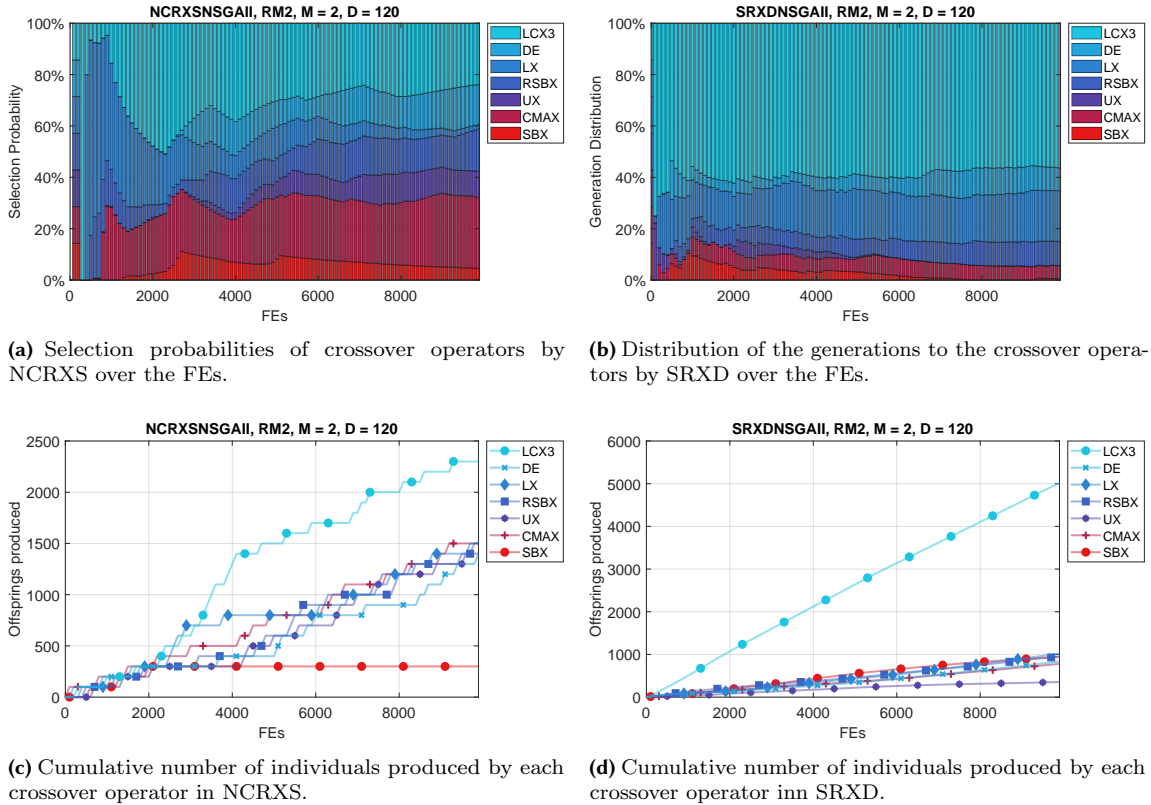 NCRXSNSGAII, RM2, M = 2, D = 120
100%
80%
60%
40%
20%
0%
Selection Probability
0 2000 4000 6000 8000
FEs
LCX3
DE
LX
RSBX
UX
CMAX
SBX
(a) Selection probabilities of crossover operators by
NCRXS over the FEs.
SRXDNSGAII, RM2, M = 2, D = 120
100%
80%
60%
40%
20%
0%
Generation Distribution
0 2000 4000 6000 8000
FEs
LCX3
DE
LX
RSBX
UX
CMAX
SBX
(b) Distribution of the generations to the crossover opera-
tors by SRXD over the FEs.
NCRXSNSGAII, RM2, M = 2, D = 120
2500
2000
1500
1000
500
0
Offsprings produced
0 2000 4000 6000 8000
FEs
LCX3
DE
LX
RSBX
UX
CMAX
SBX
(c) Cumulative number of individuals produced by each
crossover operator in NCRXS.
SRXDNSGAII, RM2, M = 2, D = 120
6000
5000
4000
3000
2000
1000
0
Offsprings produced
0 2000 4000 6000 8000
FEs
LCX3
DE
LX
RSBX
UX
CMAX
SBX
(d) Cumulative number of individuals produced by each
crossover operator inn SRXD.